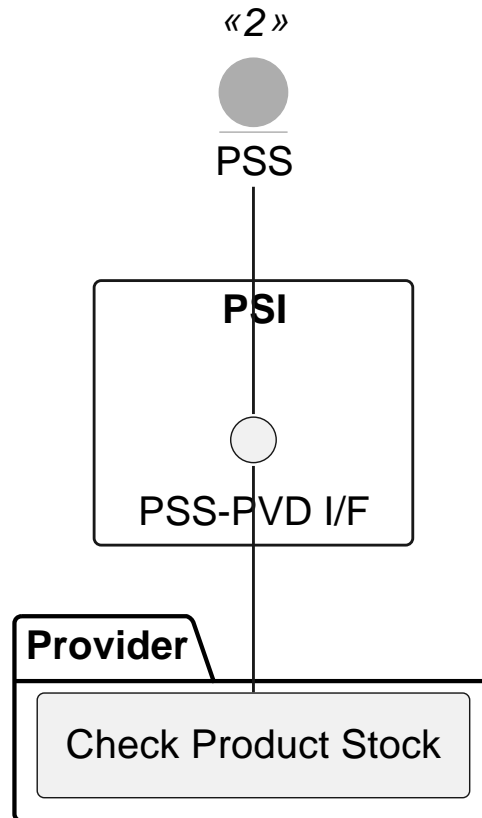 «2»
PSS
PSI
PSS-PVD I/F
Provider
Check Product Stock